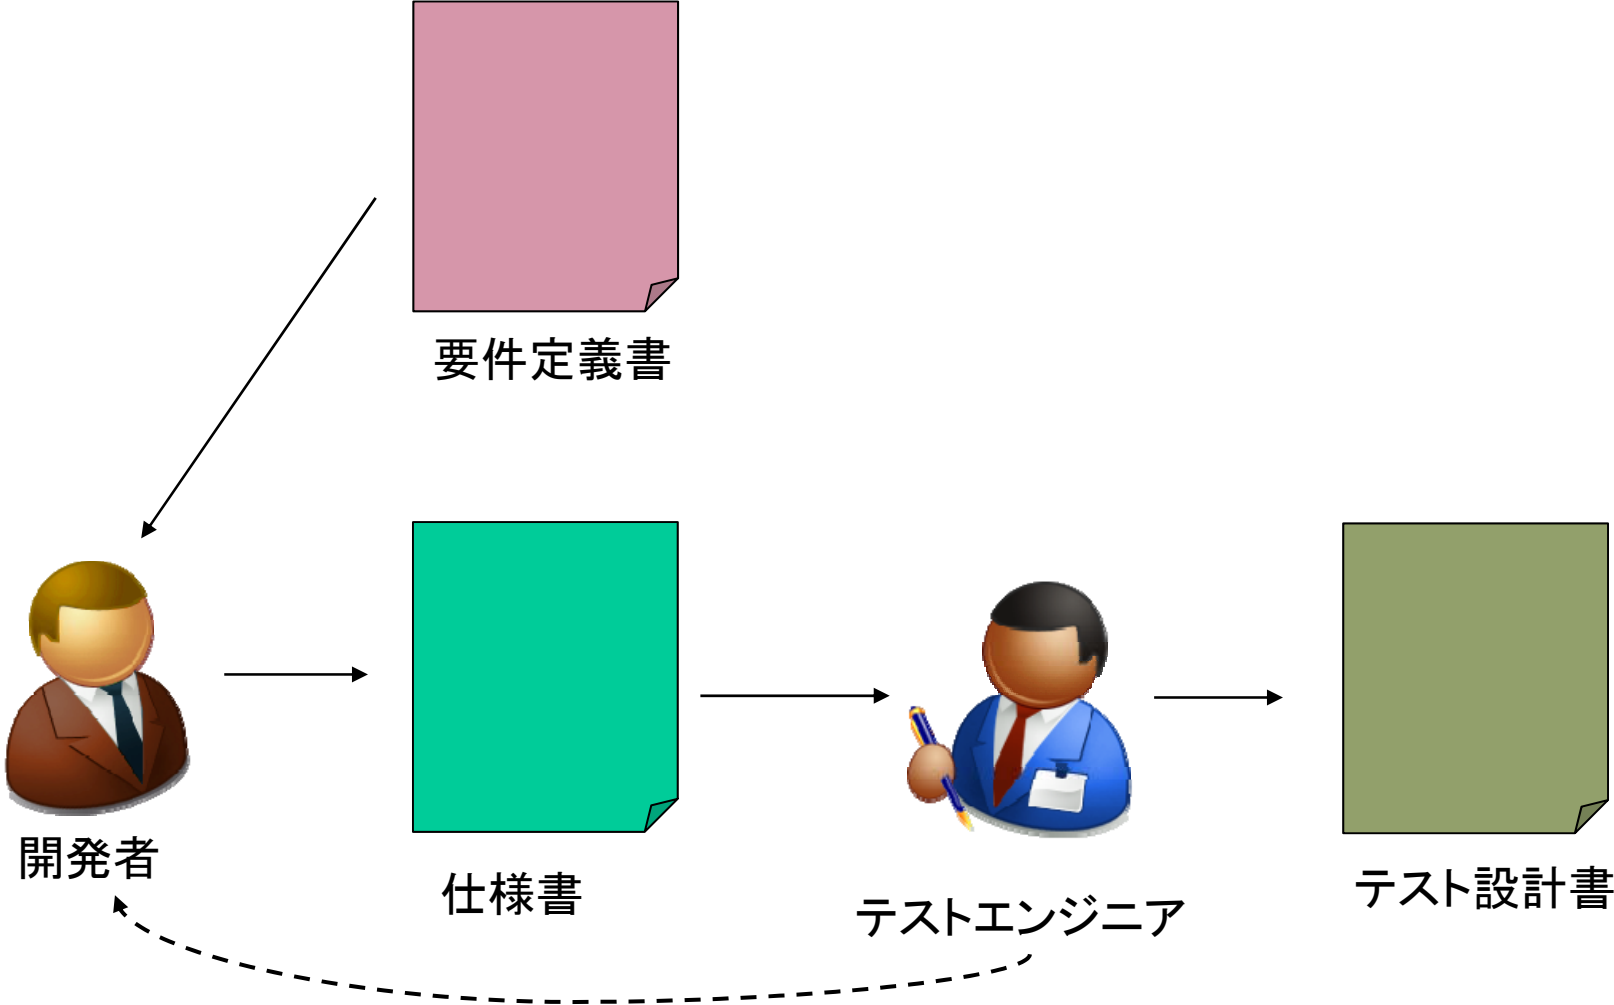 要件定義書
開発者
仕様書
テストエンジニア
テスト設計書